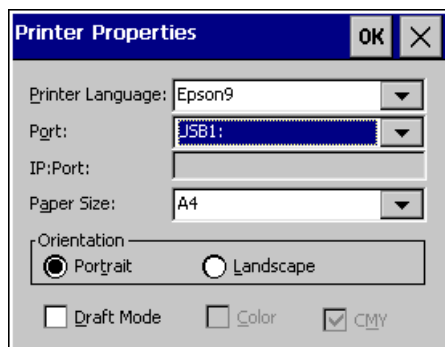 Printer Properties OK
Printer Language: Epson9
Port: USB1:
IP:Port:
Paper Size: A4
Orientation
Portrait Landscape
Draft Mode Color CMY